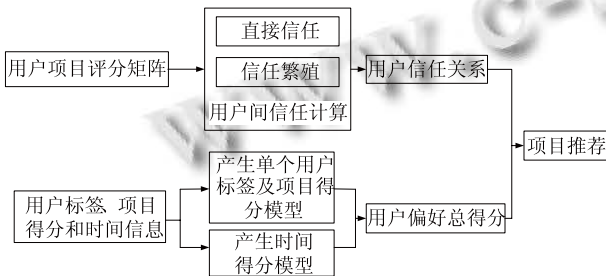 直接信任
用户项目评分矩阵
信任繁殖
用户信任关系
用户间信任计算
项目推荐
产生单个用户
标签及项目得
分模型
用户标签、项目
得分和时间信息
用户偏好总得分
产生时间
得分模型